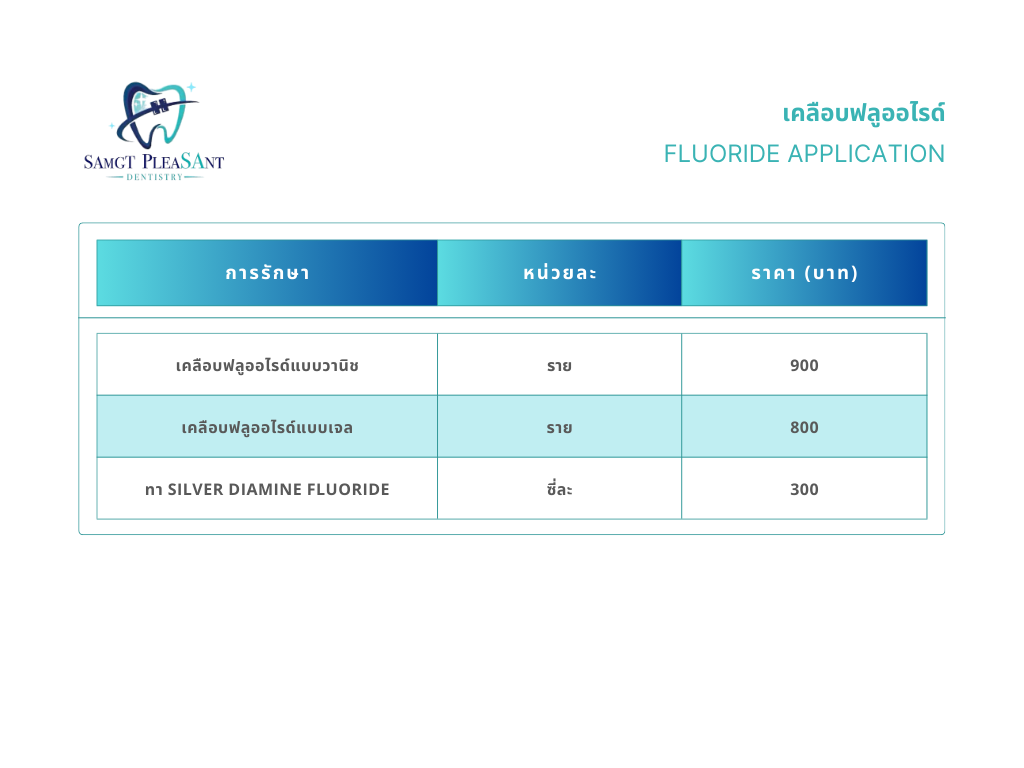 SAMGT PLEASANT
DENTISTRY
เคลือบฟลูออไรด์
FLUORIDE APPLICATION
การรักษา หน่วยละ ราคา (บาท)
เคลือบฟลูออไรด์แบบวานิช ราย 900
เคลือบฟลูออไรด์แบบเจล ราย 800
ทา SILVER DIAMINE FLUORIDE ซี่ละ 300